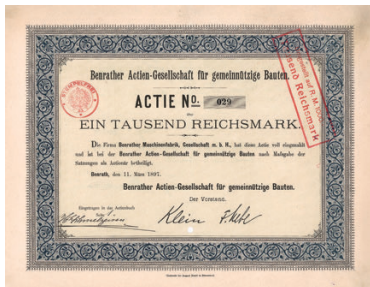 Benrather Actien-Gesellschaft für gemeinnützige Bauten.
ACTIE No. 029
über
EIN TAUSEND REICHSMARK.
Die Firma Benrather Maschinenfabrik, Gesellschaft m. b. H., hat diese Actie voll eingezahlt
und ist bei der Benrather Actien-Gesellschaft für gemeinnützige Bauten nach Maßgabe der
Satzungen als Actionär betheiligt.
Benrath, den 11. März 1897.
Benrather Actien-Gesellschaft für gemeinnützige Bauten.
Der Vorstand.
Eingetragen in das Actienbuch
Klein
auf R. M.
Tausend Reichsmark